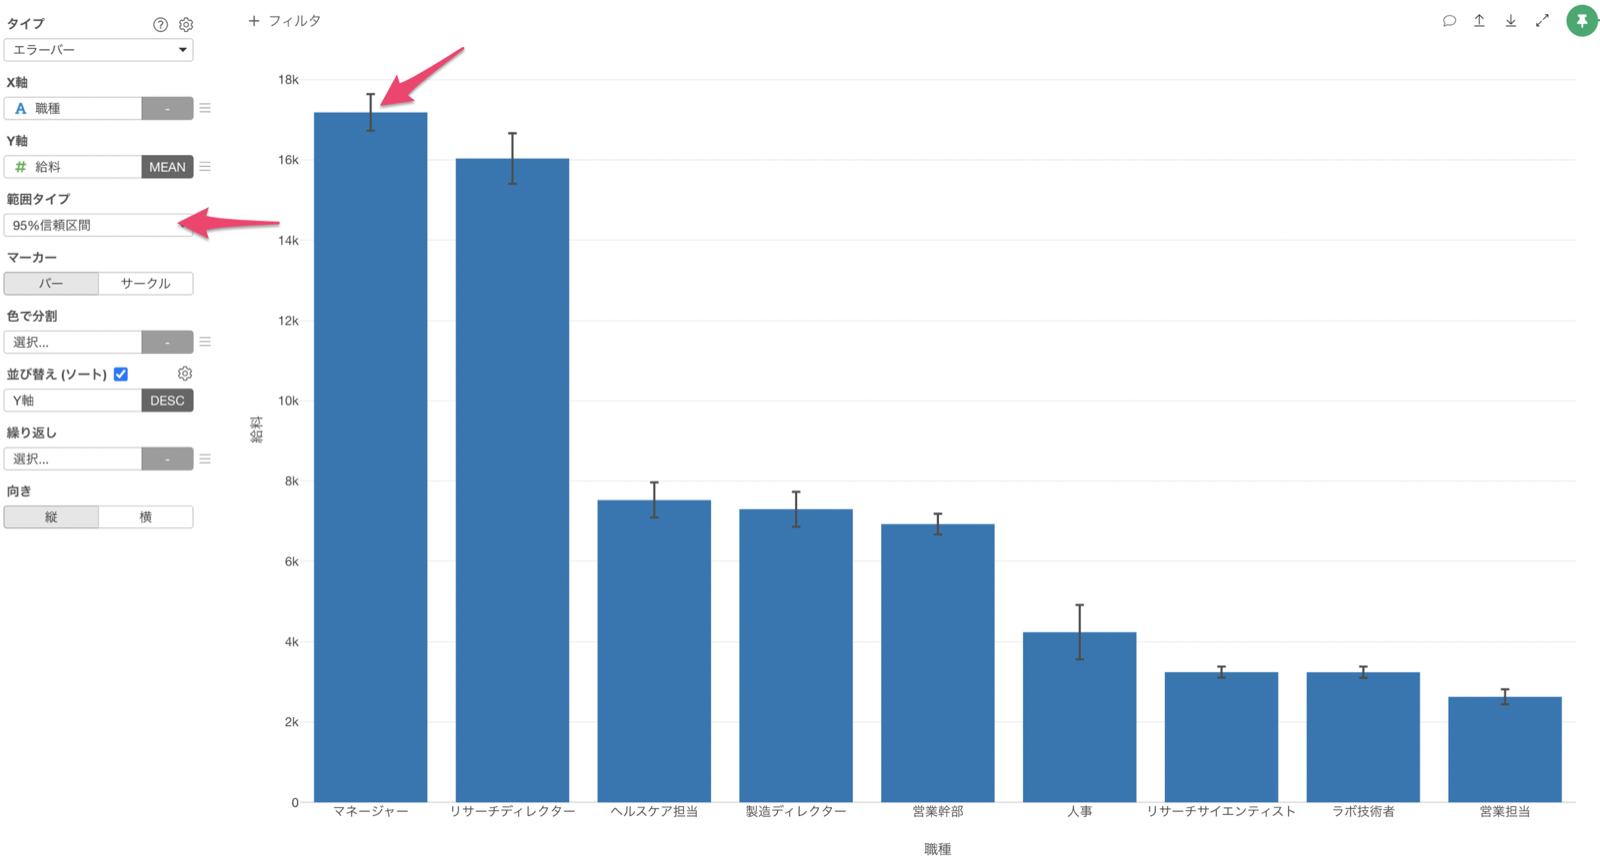 タイプ
エラーバー
X軸
A 職種 -
Y軸
# 給料 MEAN
範囲タイプ
95%信頼区間
マーカー
バー サークル
色で分割
選択... -
並び替え (ソート)
Y軸 DESC
繰り返し
選択... -
向き
縦 横
+ フィルタ
18k
16k
14k
12k
10k
8k
6k
4k
2k
0
給料
マネージャー リサーチディレクター ヘルスケア担当 製造ディレクター 営業幹部 人事 リサーチサイエンティスト ラボ技術者 営業担当
職種